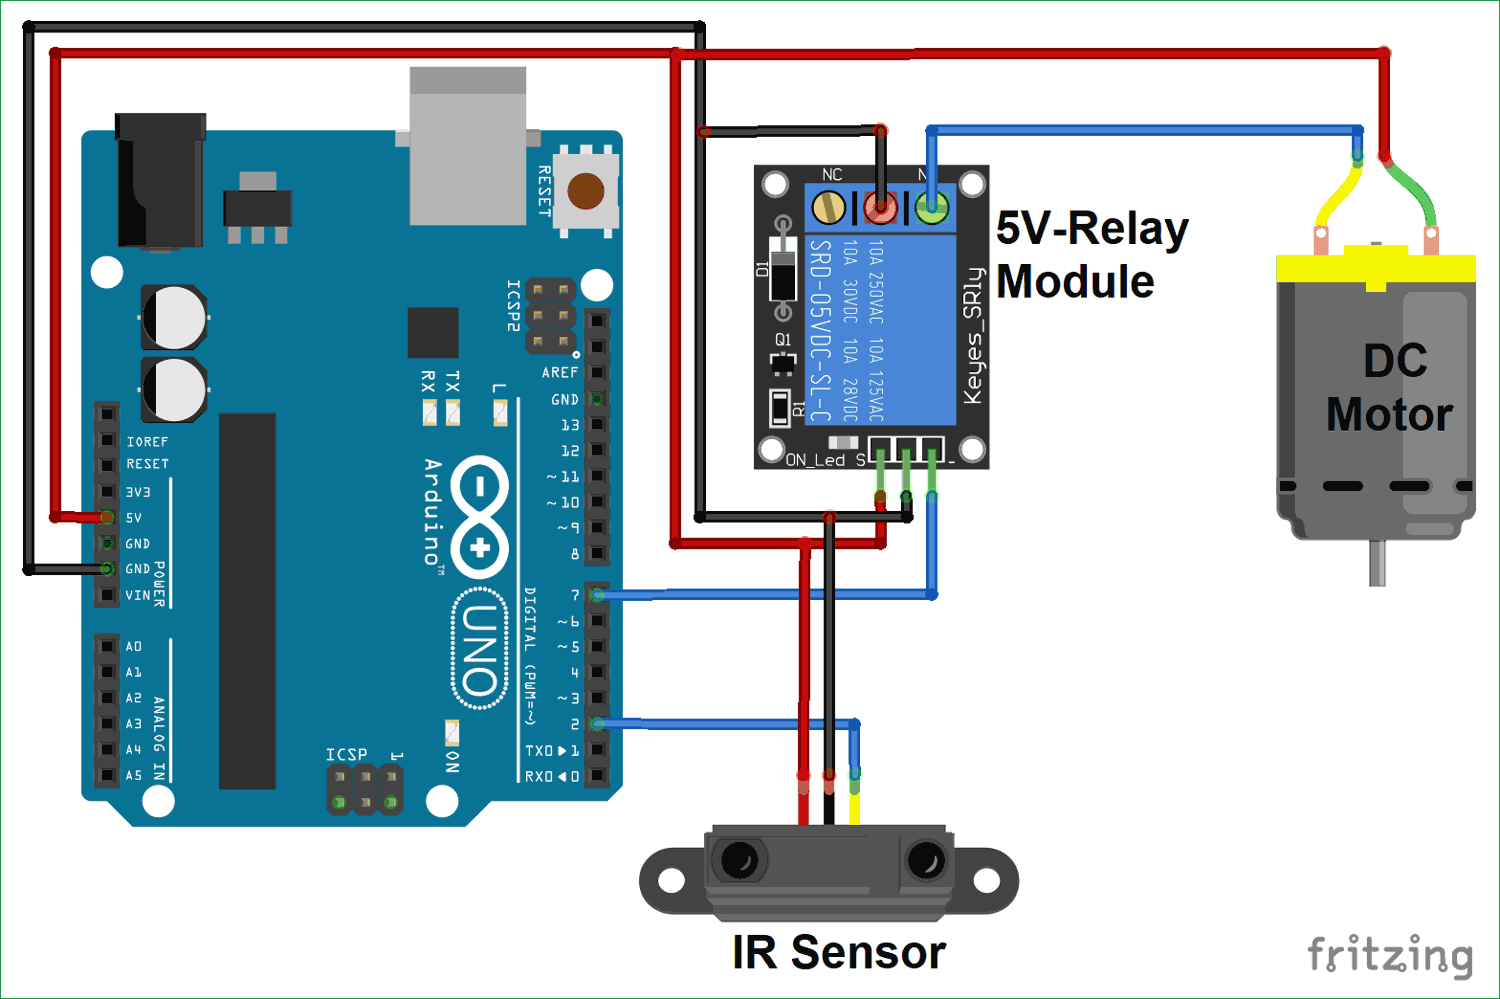 RESET
ICSP2
AREF
GND
13
12
~11
~10
~9
8
RX
TX
L
IOREF
RESET
3V3
5V
GND
GND
VIN
POWER
Arduino™
UNO
DIGITAL (PWM=~)
7
~6
~5
4
~3
2
TX0▶1
RX0◀0
A0
A1
A2
A3
A4
A5
ANALOG IN
ICSP
1
ON
NC
N
D1
Q1
R1
SRD-05VDC-SL-C
10A 30VDC 10A 28VDC
10A 250VAC 10A 125VAC
Keyes_SRly
ON_Led
S
-
5V-Relay
Module
DC
Motor
IR Sensor
fritzing